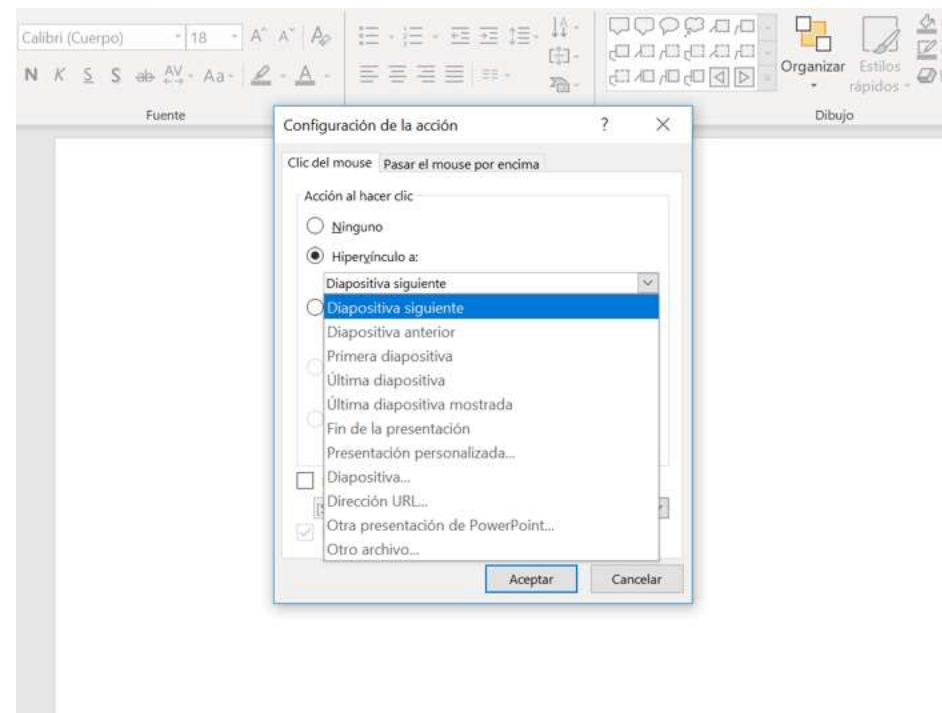 Calibri (Cuerpo) 18 A^ Aˇ A
N K S S ab AV Aa A
Organizar Estilos rápidos
Fuente
Dibujo
Configuración de la acción ? ×
Clic del mouse Pasar el mouse por encima
Acción al hacer clic
Ninguno
Hipervínculo a:
Diapositiva siguiente
Diapositiva siguiente
Diapositiva anterior
Primera diapositiva
Última diapositiva
Última diapositiva mostrada
Fin de la presentación
Presentación personalizada...
Diapositiva...
Dirección URL...
Otra presentación de PowerPoint...
Otro archivo...
Aceptar Cancelar